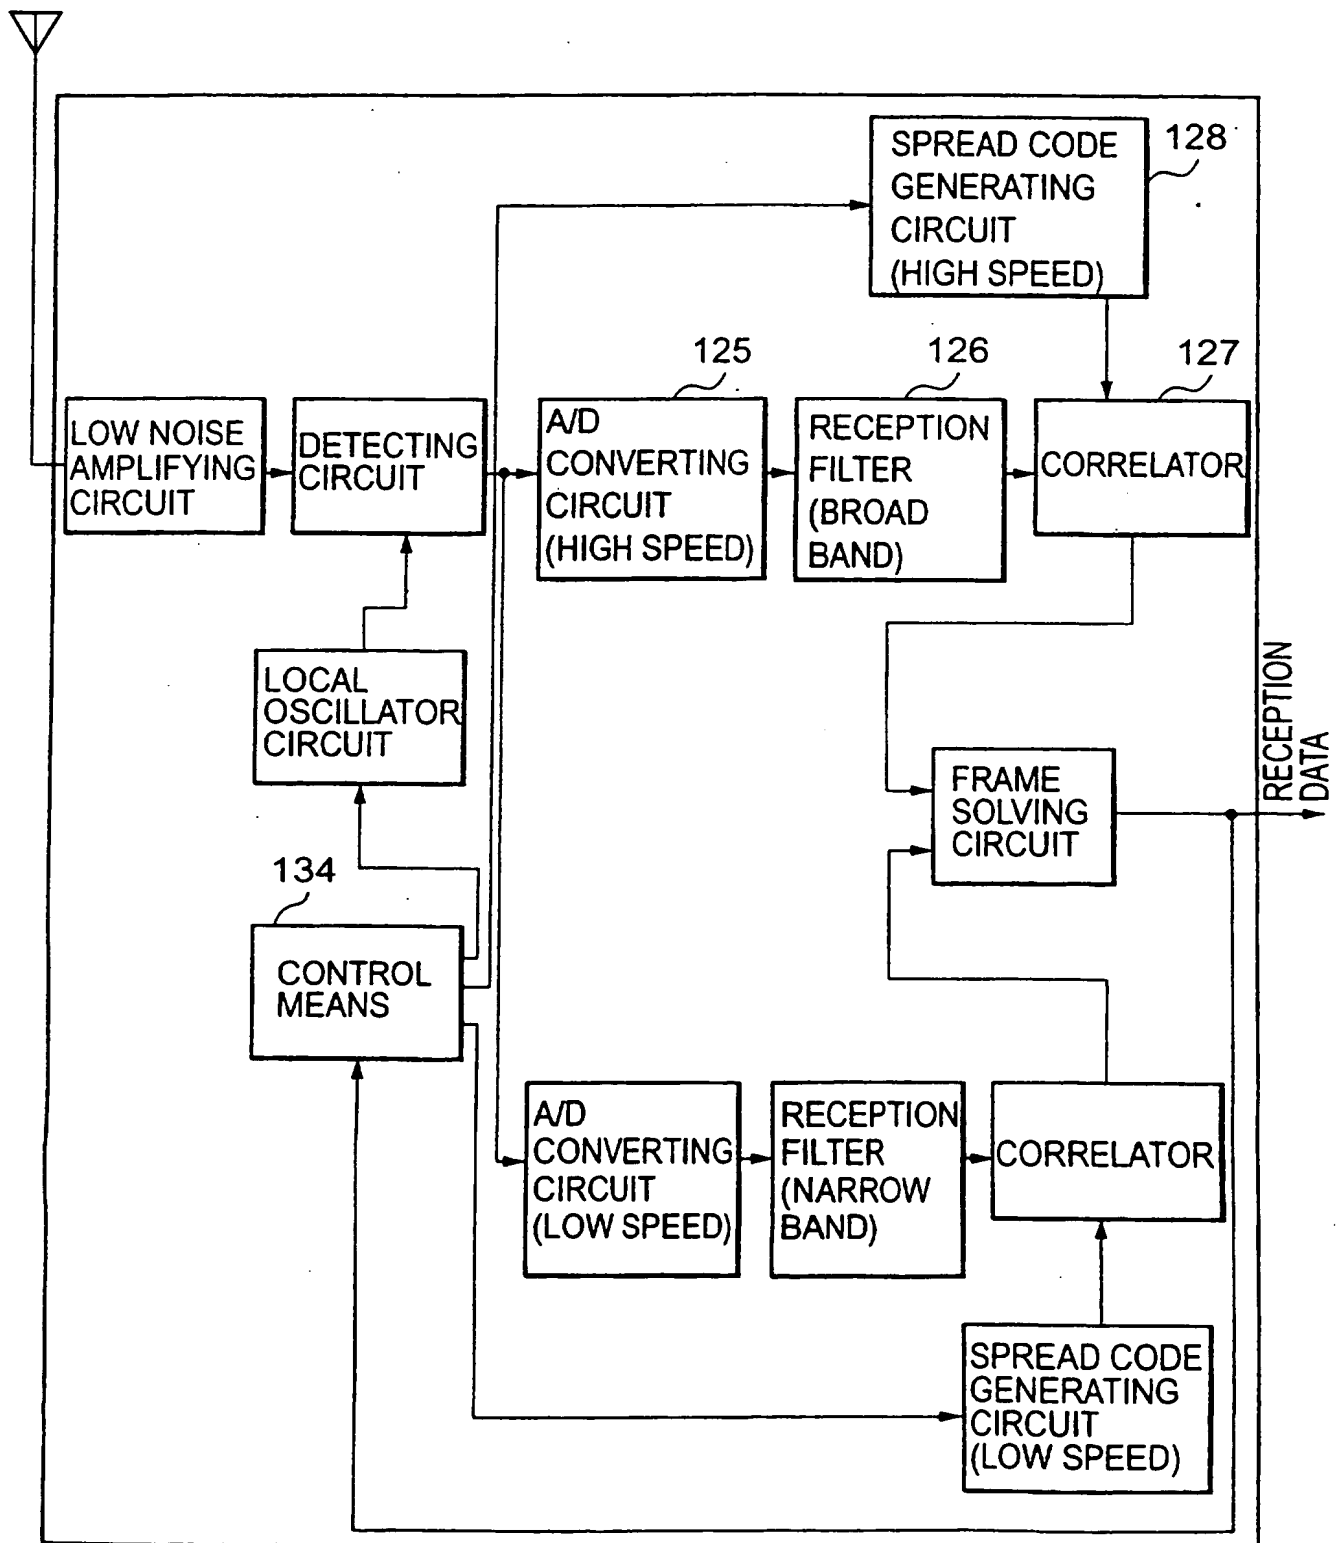 SPREAD CODE
GENERATING
CIRCUIT
(HIGH SPEED)
128
125
126
127
LOW NOISE
AMPLIFYING
CIRCUIT
DETECTING
CIRCUIT
A/D
CONVERTING
CIRCUIT
(HIGH SPEED)
RECEPTION
FILTER
(BROAD
BAND)
CORRELATOR
LOCAL
OSCILLATOR
CIRCUIT
FRAME
SOLVING
CIRCUIT
RECEPTION
DATA
134
CONTROL
MEANS
A/D
CONVERTING
CIRCUIT
(LOW SPEED)
RECEPTION
FILTER
(NARROW
BAND)
CORRELATOR
SPREAD CODE
GENERATING
CIRCUIT
(LOW SPEED)